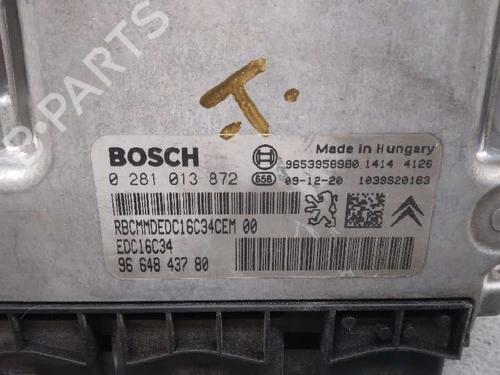 T.
BOSCH
Made in Hungary
9653958980 1414 4126
0 281 013 872
658
09-12-20 1039S20163
RBCMMDEDC16C34CEM 00
EDC16C34
96 648 437 80
B-PARTS